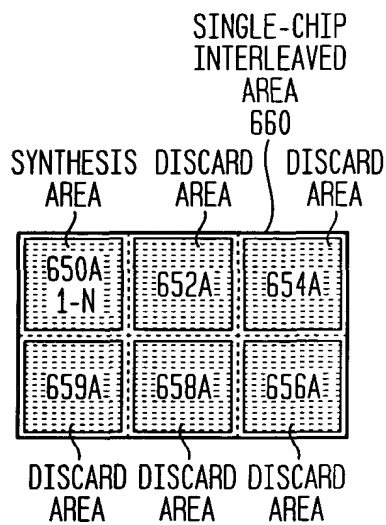 SINGLE-CHIP
INTERLEAVED
AREA
660
SYNTHESIS DISCARD DISCARD
AREA AREA AREA
650A 652A 654A
1-N
659A 658A 656A
DISCARD DISCARD DISCARD
AREA AREA AREA